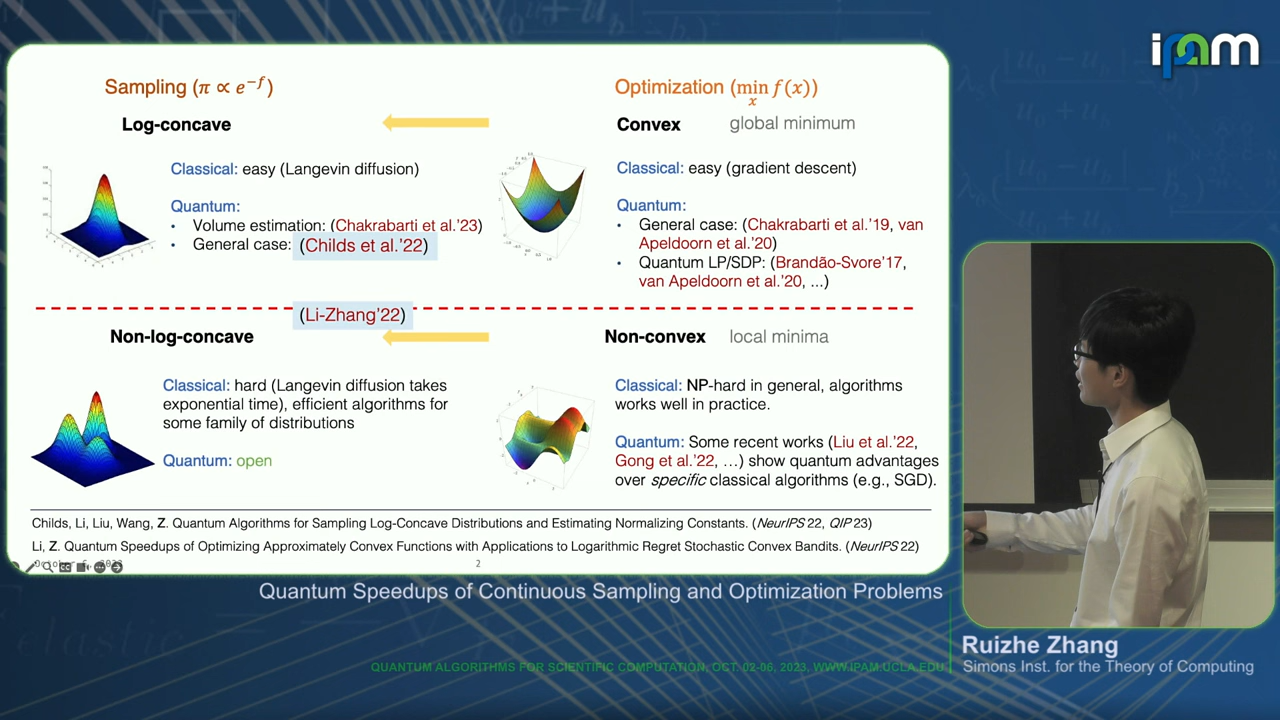 ipam
Sampling (π ∝ e^{-f})
Optimization (min_x f(x))
Log-concave
Convex global minimum
Classical: easy (Langevin diffusion)
Quantum:
• Volume estimation: (Chakrabarti et al.'23)
• General case: (Childs et al.'22)
Classical: easy (gradient descent)
Quantum:
• General case: (Chakrabarti et al.'19, van
Apeldoorn et al.'20)
• Quantum LP/SDP: (Brandão-Svore'17,
van Apeldoorn et al.'20, ...)
(Li-Zhang'22)
Non-log-concave
Non-convex local minima
Classical: hard (Langevin diffusion takes
exponential time), efficient algorithms for
some family of distributions
Quantum: open
Classical: NP-hard in general, algorithms
works well in practice.
Quantum: Some recent works (Liu et al.'22,
Gong et al.'22, ...) show quantum advantages
over specific classical algorithms (e.g., SGD).
Childs, Li, Liu, Wang, Z. Quantum Algorithms for Sampling Log-Concave Distributions and Estimating Normalizing Constants. (NeurIPS 22, QIP 23)
Li, Z. Quantum Speedups of Optimizing Approximately Convex Functions with Applications to Logarithmic Regret Stochastic Convex Bandits. (NeurIPS 22)
2
Quantum Speedups of Continuous Sampling and Optimization Problems
Ruizhe Zhang
Simons Inst. for the Theory of Computing
QUANTUM ALGORITHMS FOR SCIENTIFIC COMPUTATION, OCT. 02-06, 2023, WWW.IPAM.UCLA.EDU